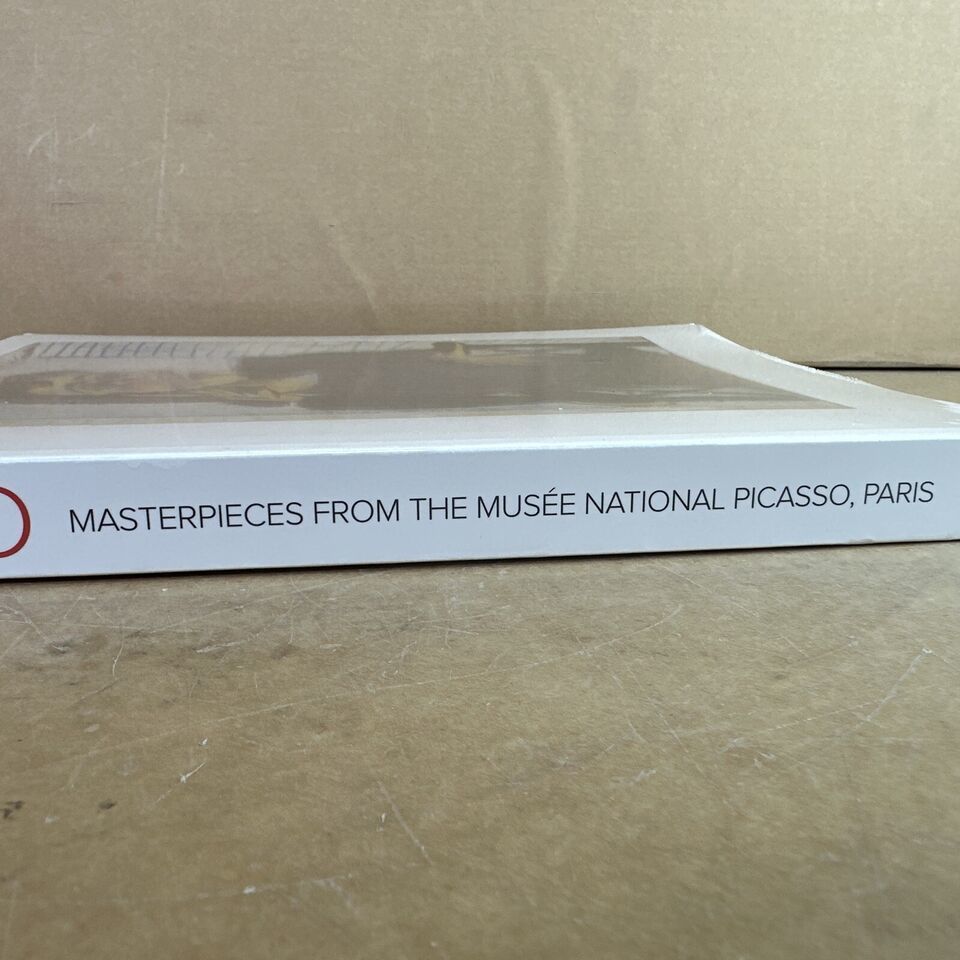 MASTERPIECES FROM THE MUSÉE NATIONAL PICASSO, PARIS